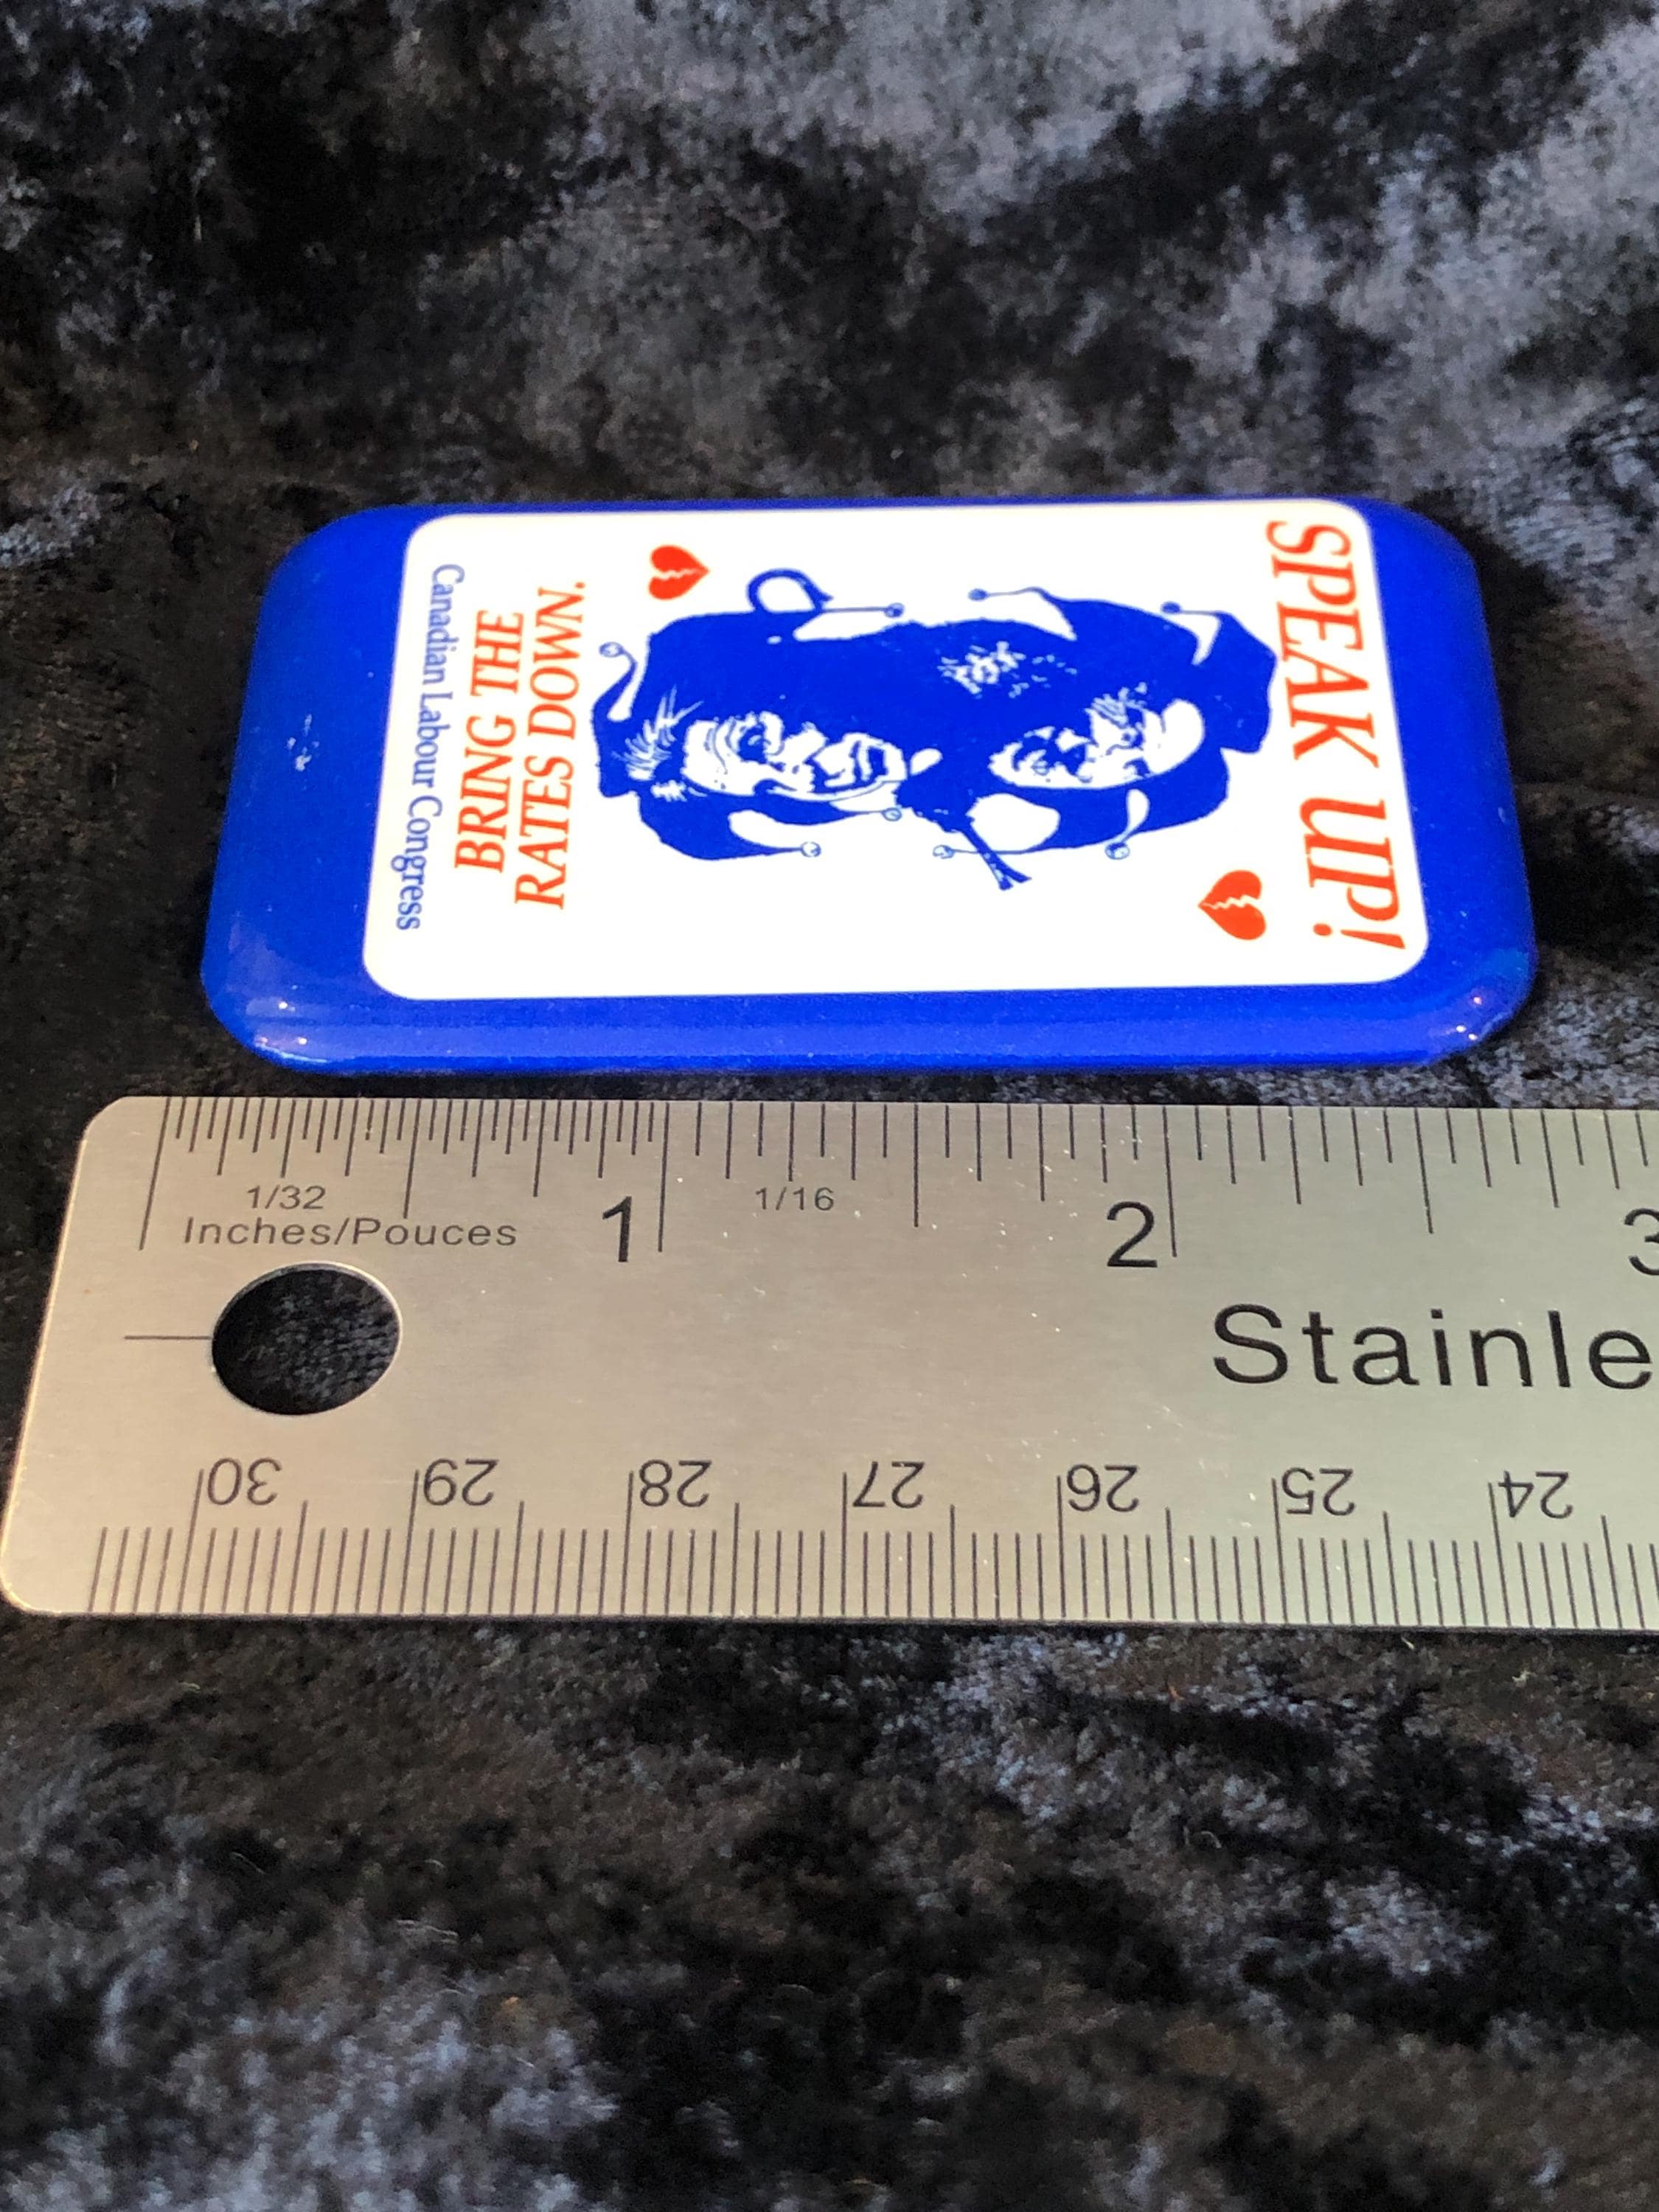 SPEAK UP!
BRING THE
RATES DOWN.
Canadian Labour Congress
1/32
1/16
Inches/Pouces
1
2
3
Stainle
30 29 28 27 26 25 24